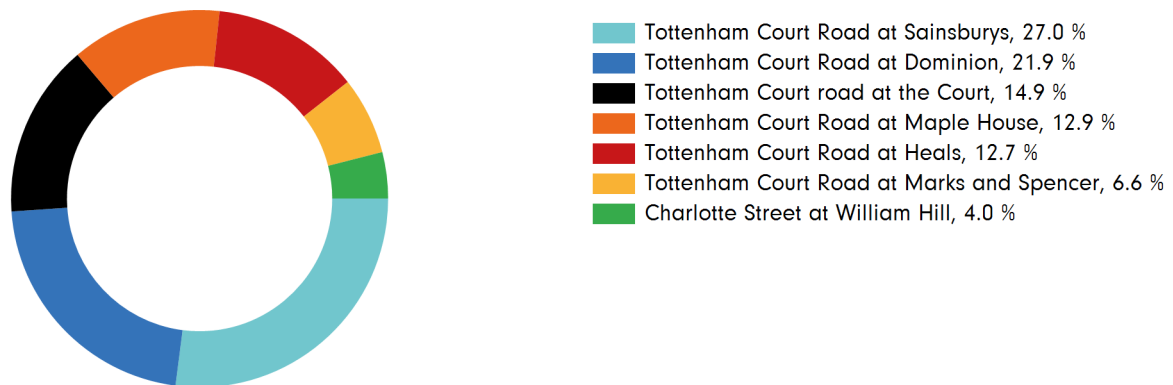 Tottenham Court Road at Sainsburys, 27.0 %
Tottenham Court Road at Dominion, 21.9 %
Tottenham Court road at the Court, 14.9 %
Tottenham Court Road at Maple House, 12.9 %
Tottenham Court Road at Heals, 12.7 %
Tottenham Court Road at Marks and Spencer, 6.6 %
Charlotte Street at William Hill, 4.0 %